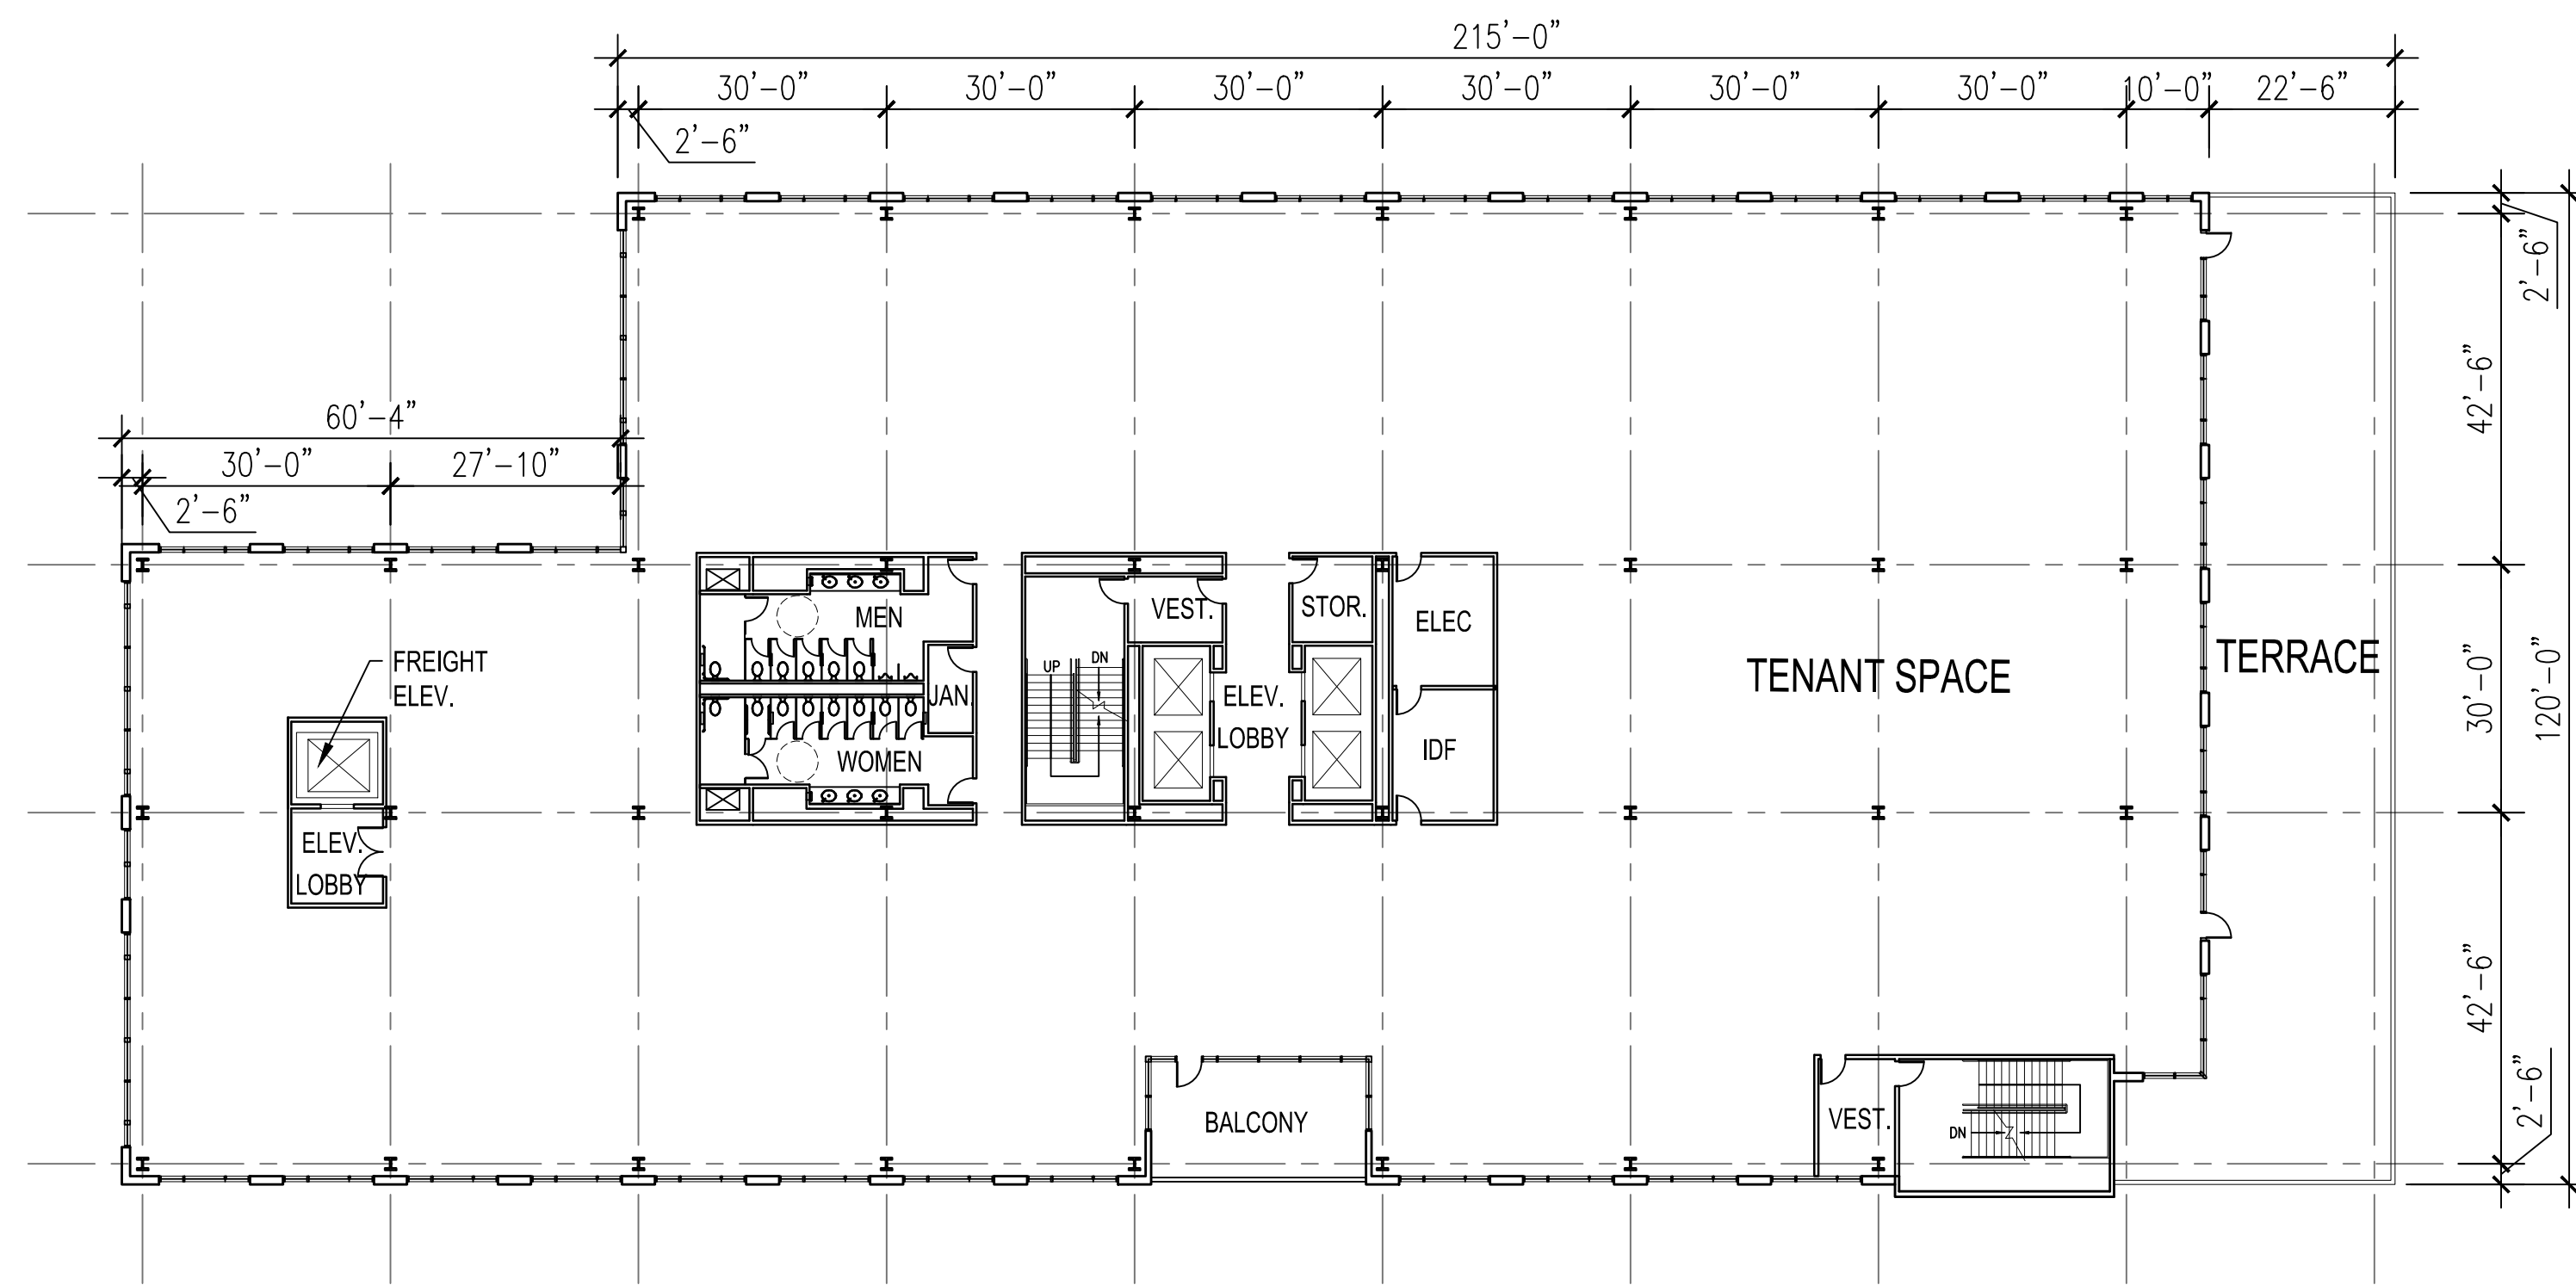 215'-0"
30'-0"
30'-0"
30'-0"
30'-0"
30'-0"
30'-0"
10'-0"
22'-6"
2'-6"
2'-6"
42'-6"
60'-4"
30'-0"
27'-10"
2'-6"
MEN
VEST.
STOR.
ELEC
FREIGHT
ELEV.
UP
DN
JAN.
ELEV.
LOBBY
TENANT SPACE
TERRACE
30'-0"
120'-0"
WOMEN
IDF
ELEV.
LOBBY
42'-6"
BALCONY
VEST.
DN
2'-6"